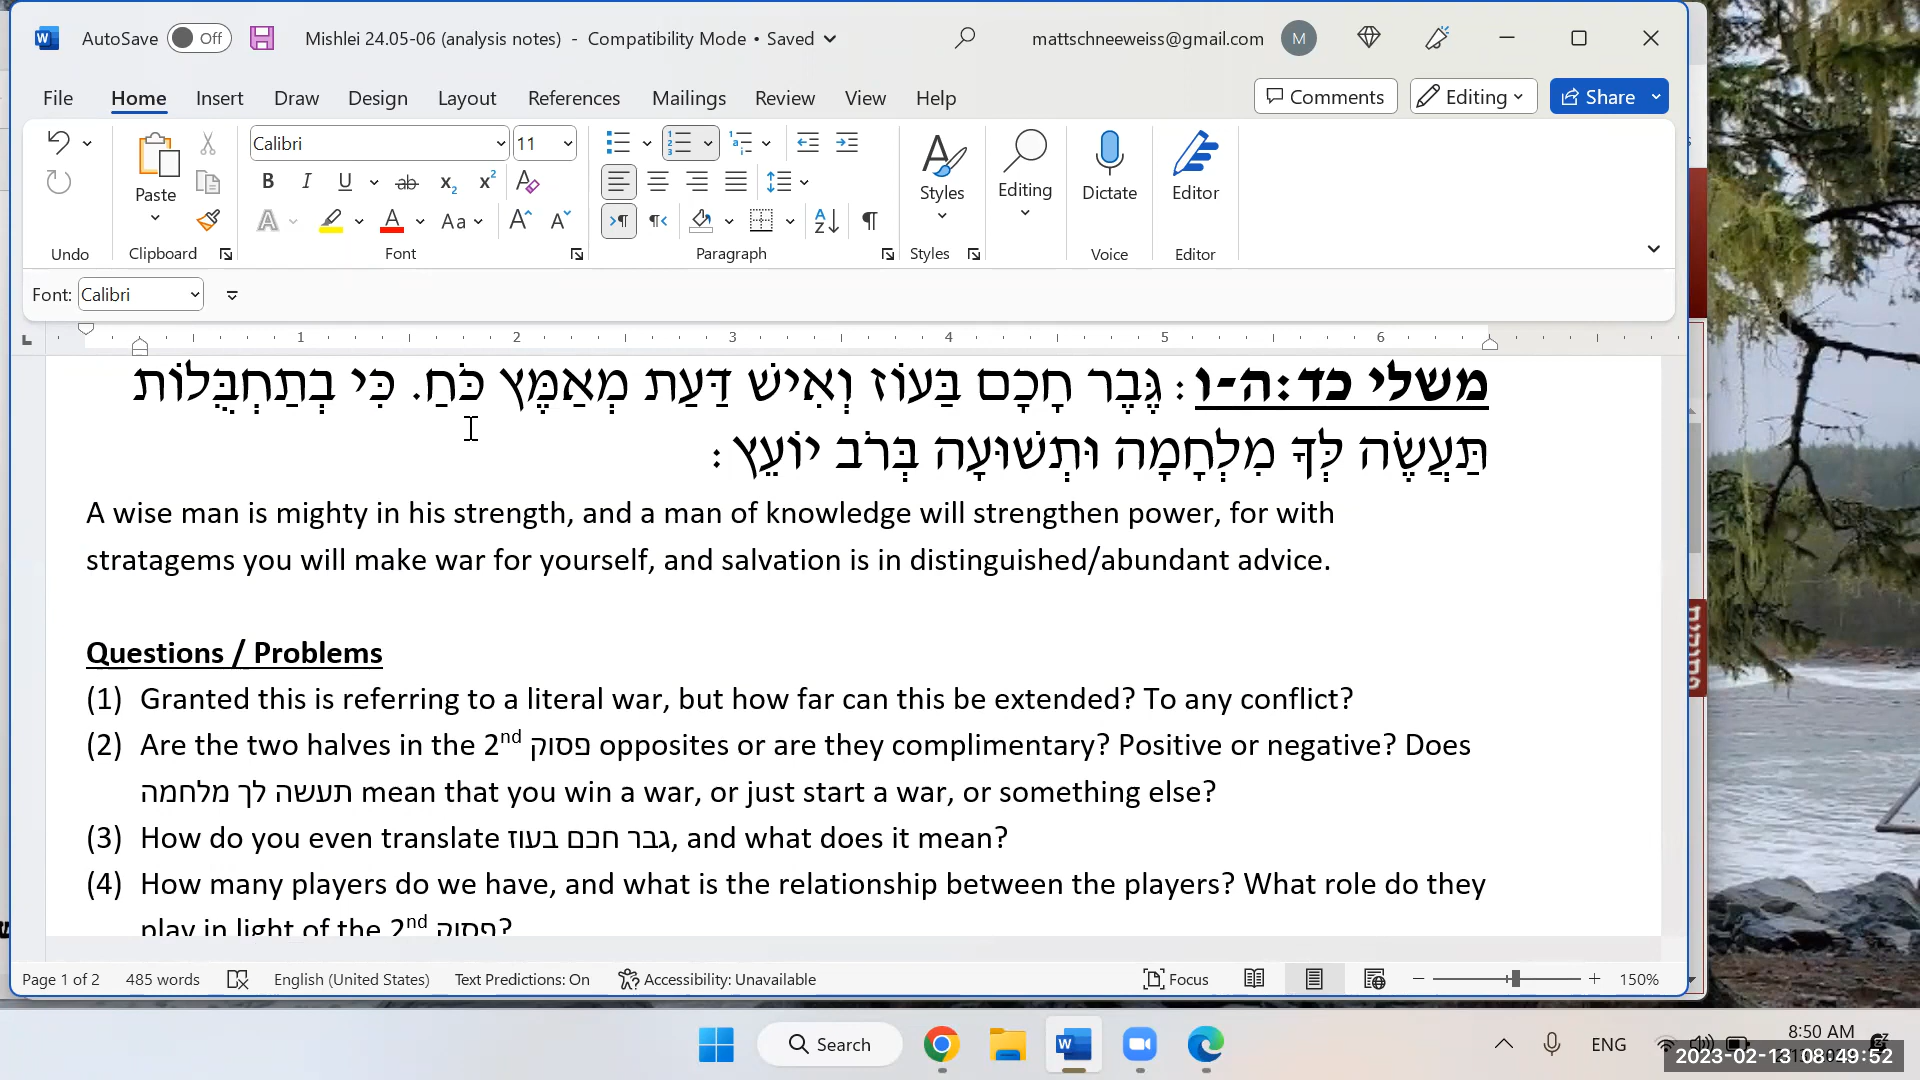 AutoSave Off Mishlei 24.05-06 (analysis notes) - Compatibility Mode • Saved mattschneeweiss@gmail.com M
File Home Insert Draw Design Layout References Mailings Review View Help Comments Editing Share
Calibri 11
Paste Styles Editing Dictate Editor
Undo Clipboard Font Paragraph Styles Voice Editor
Font: Calibri
1 2 3 4 5 6
משלי כד:ה-ו: גֶּבֶר חָכָם בַּעוֹז וְאִישׁ דַּעַת מְאַמֶּץ כֹּחַ. כִּי בְתַחְבֻּלוֹת
תַּעֲשֶׂה לְּךָ מִלְחָמָה וּתְשׁוּעָה בְּרֹב יוֹעֵץ:
A wise man is mighty in his strength, and a man of knowledge will strengthen power, for with
stratagems you will make war for yourself, and salvation is in distinguished/abundant advice.
Questions / Problems
(1) Granted this is referring to a literal war, but how far can this be extended? To any conflict?
(2) Are the two halves in the 2nd פסוק opposites or are they complimentary? Positive or negative? Does
תעשה לך מלחמה mean that you win a war, or just start a war, or something else?
(3) How do you even translate גבר חכם בעוז, and what does it mean?
(4) How many players do we have, and what is the relationship between the players? What role do they
play in light of the 2nd פסוק?
Page 1 of 2 485 words English (United States) Text Predictions: On Accessibility: Unavailable Focus 150%
Search ENG 8:50 AM
2023-02-13 08:49:52